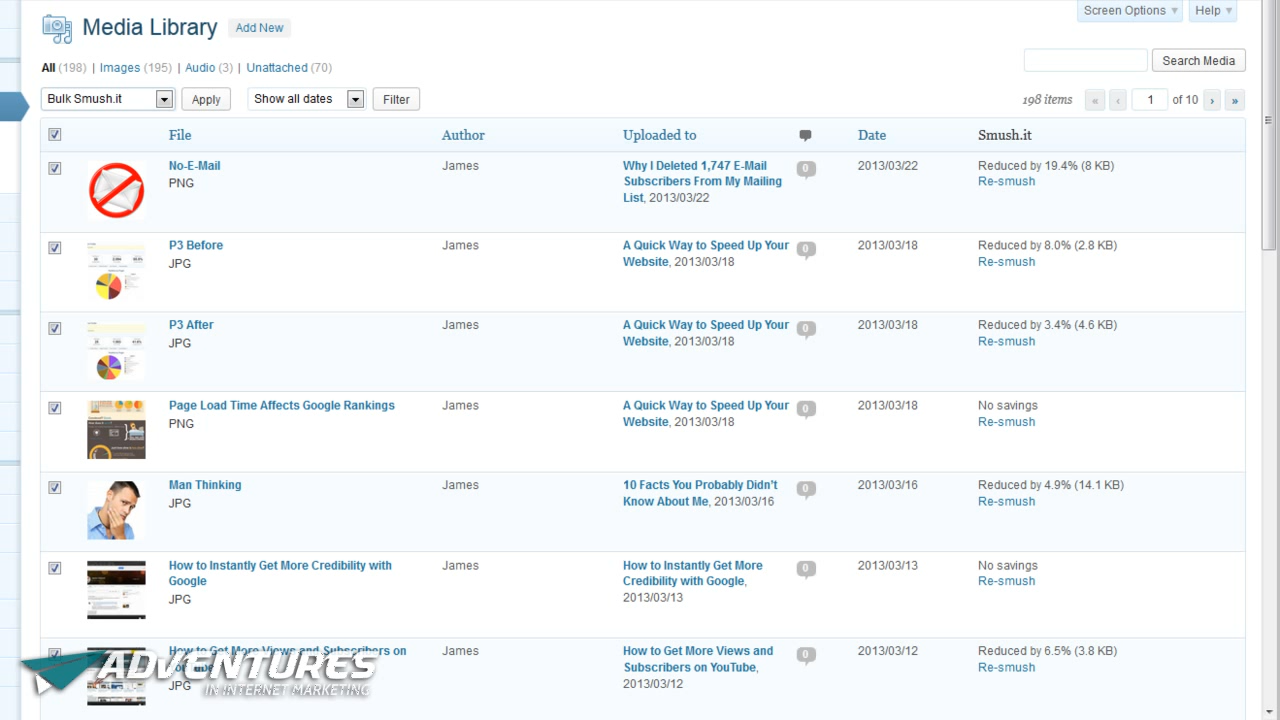 Screen Options Help
Media Library Add New
All (198) | Images (195) | Audio (3) | Unattached (70)
Search Media
Bulk Smush.it Apply Show all dates Filter 198 items « ‹ 1 of 10 › »
File Author Uploaded to Date Smush.it
No-E-Mail James Why I Deleted 1,747 E-Mail 0 2013/03/22 Reduced by 19.4% (8 KB)
PNG Subscribers From My Mailing Re-smush
List, 2013/03/22
P3 Before James A Quick Way to Speed Up Your 0 2013/03/18 Reduced by 8.0% (2.8 KB)
JPG Website, 2013/03/18 Re-smush
P3 After James A Quick Way to Speed Up Your 0 2013/03/18 Reduced by 3.4% (4.6 KB)
JPG Website, 2013/03/18 Re-smush
Page Load Time Affects Google Rankings James A Quick Way to Speed Up Your 0 2013/03/18 No savings
PNG Website, 2013/03/18 Re-smush
Man Thinking James 10 Facts You Probably Didn't 0 2013/03/16 Reduced by 4.9% (14.1 KB)
JPG Know About Me, 2013/03/16 Re-smush
How to Instantly Get More Credibility with James How to Instantly Get More 0 2013/03/13 No savings
Google Credibility with Google, Re-smush
JPG 2013/03/13
How to Get More Views and Subscribers on James How to Get More Views and 0 2013/03/12 Reduced by 6.5% (3.8 KB)
Subscribers on YouTube, Re-smush
JPG 2013/03/12
ADVENTURES
IN INTERNET MARKETING